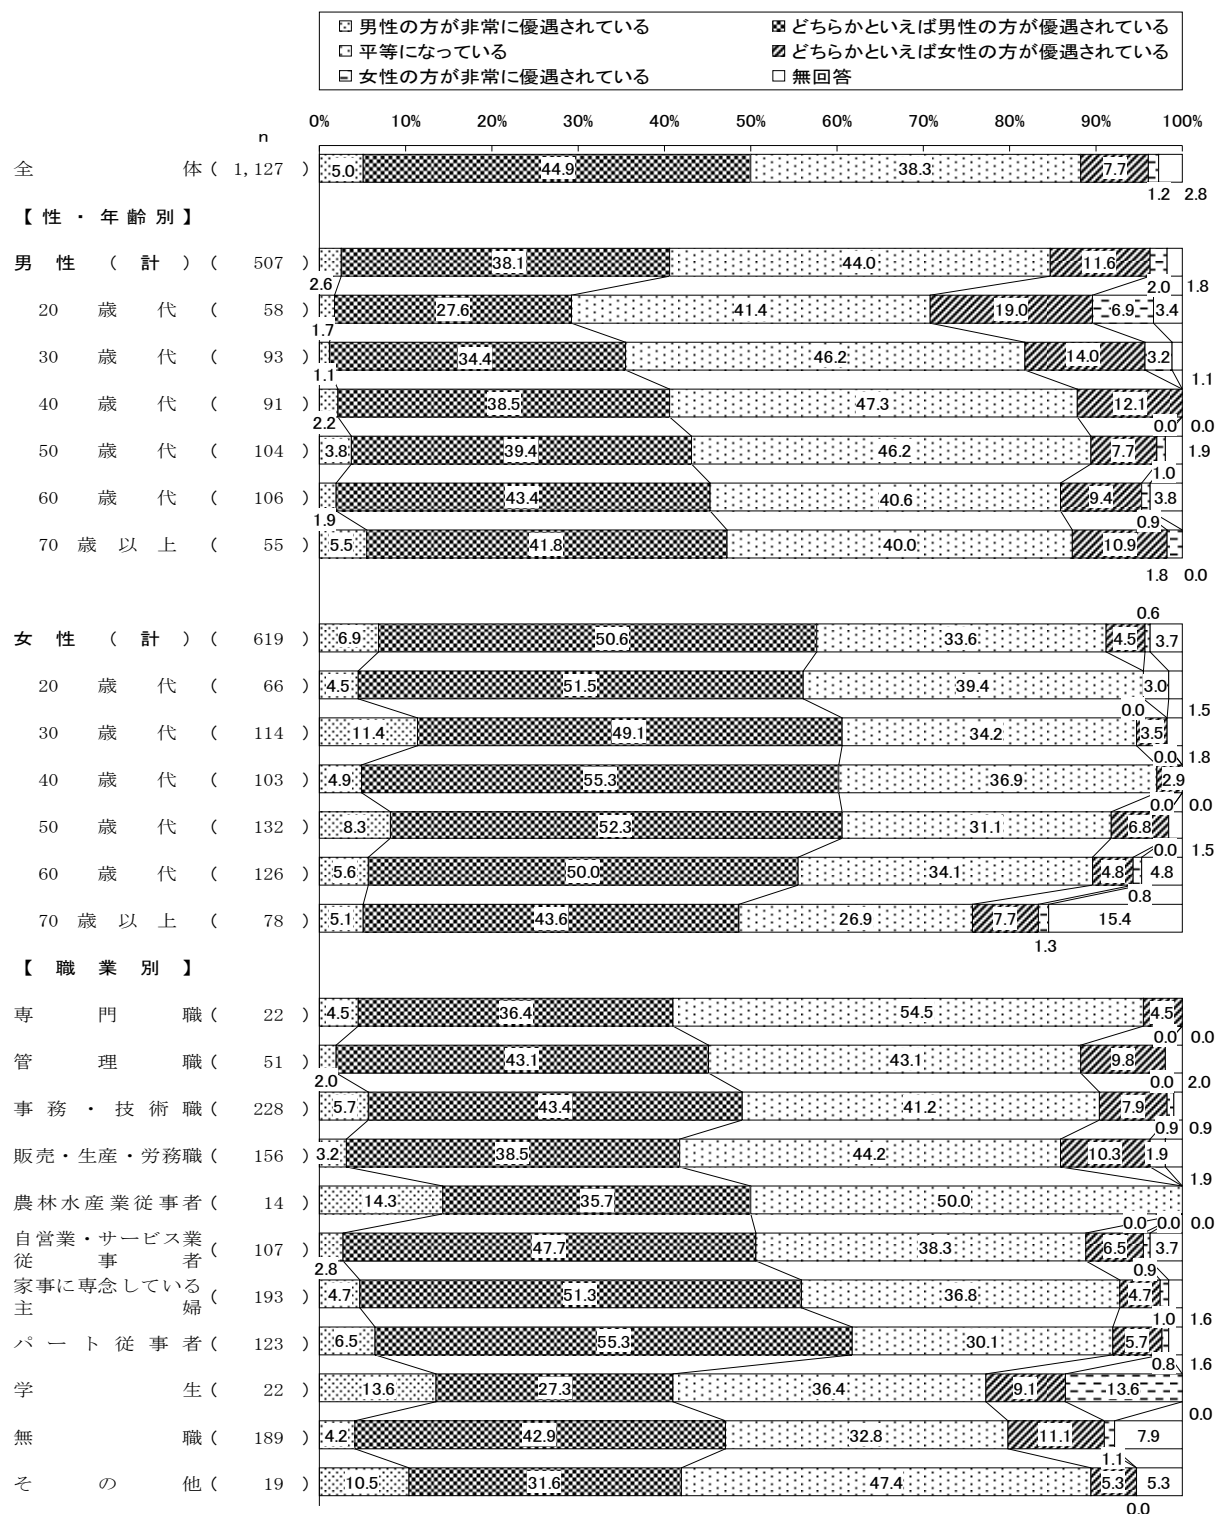 男性の方が非常に優遇されている どちらかといえば男性の方が優遇されている
平等になっている どちらかといえば女性の方が優遇されている
女性の方が非常に優遇されている 無回答
0% 10% 20% 30% 40% 50% 60% 70% 80% 90% 100%
n
全体 ( 1,127 ) 5.0 44.9 38.3 7.7
1.2 2.8
【性・年齢別】
男性(計) ( 507 ) 38.1 44.0 11.6
2.6 2.0 1.8
20歳代 ( 58 ) 27.6 41.4 19.0 6.9 3.4
1.7
30歳代 ( 93 ) 34.4 46.2 14.0 3.2
1.1 1.1
40歳代 ( 91 ) 38.5 47.3 12.1
2.2 0.0 0.0
50歳代 ( 104 ) 3.8 39.4 46.2 7.7 1.9
1.0
60歳代 ( 106 ) 43.4 40.6 9.4 3.8
1.9 0.9
70歳以上 ( 55 ) 5.5 41.8 40.0 10.9
1.8 0.0
0.6
女性(計) ( 619 ) 6.9 50.6 33.6 4.5 3.7
20歳代 ( 66 ) 4.5 51.5 39.4 3.0
0.0 1.5
30歳代 ( 114 ) 11.4 49.1 34.2 3.5
0.0 1.8
40歳代 ( 103 ) 4.9 55.3 36.9 2.9
0.0 0.0
50歳代 ( 132 ) 8.3 52.3 31.1 6.8
0.0 1.5
60歳代 ( 126 ) 5.6 50.0 34.1 4.8 4.8
0.8
70歳以上 ( 78 ) 5.1 43.6 26.9 7.7 15.4
1.3
【職業別】
専門職 ( 22 ) 4.5 36.4 54.5 4.5
0.0 0.0
管理職 ( 51 ) 43.1 43.1 9.8
2.0 0.0 2.0
事務・技術職 ( 228 ) 5.7 43.4 41.2 7.9
0.9 0.9
販売・生産・労務職 ( 156 ) 3.2 38.5 44.2 10.3 1.9
1.9
農林水産業従事者 ( 14 ) 14.3 35.7 50.0
0.0 0.0 0.0
自営業・サービス業
従事者 ( 107 ) 47.7 38.3 6.5 3.7
2.8 0.9
家事に専念している
主婦 ( 193 ) 4.7 51.3 36.8 4.7
1.0 1.6
パート従事者 ( 123 ) 6.5 55.3 30.1 5.7
0.8 1.6
学生 ( 22 ) 13.6 27.3 36.4 9.1 13.6
0.0
無職 ( 189 ) 4.2 42.9 32.8 11.1 7.9
1.1
その他 ( 19 ) 10.5 31.6 47.4 5.3 5.3
0.0